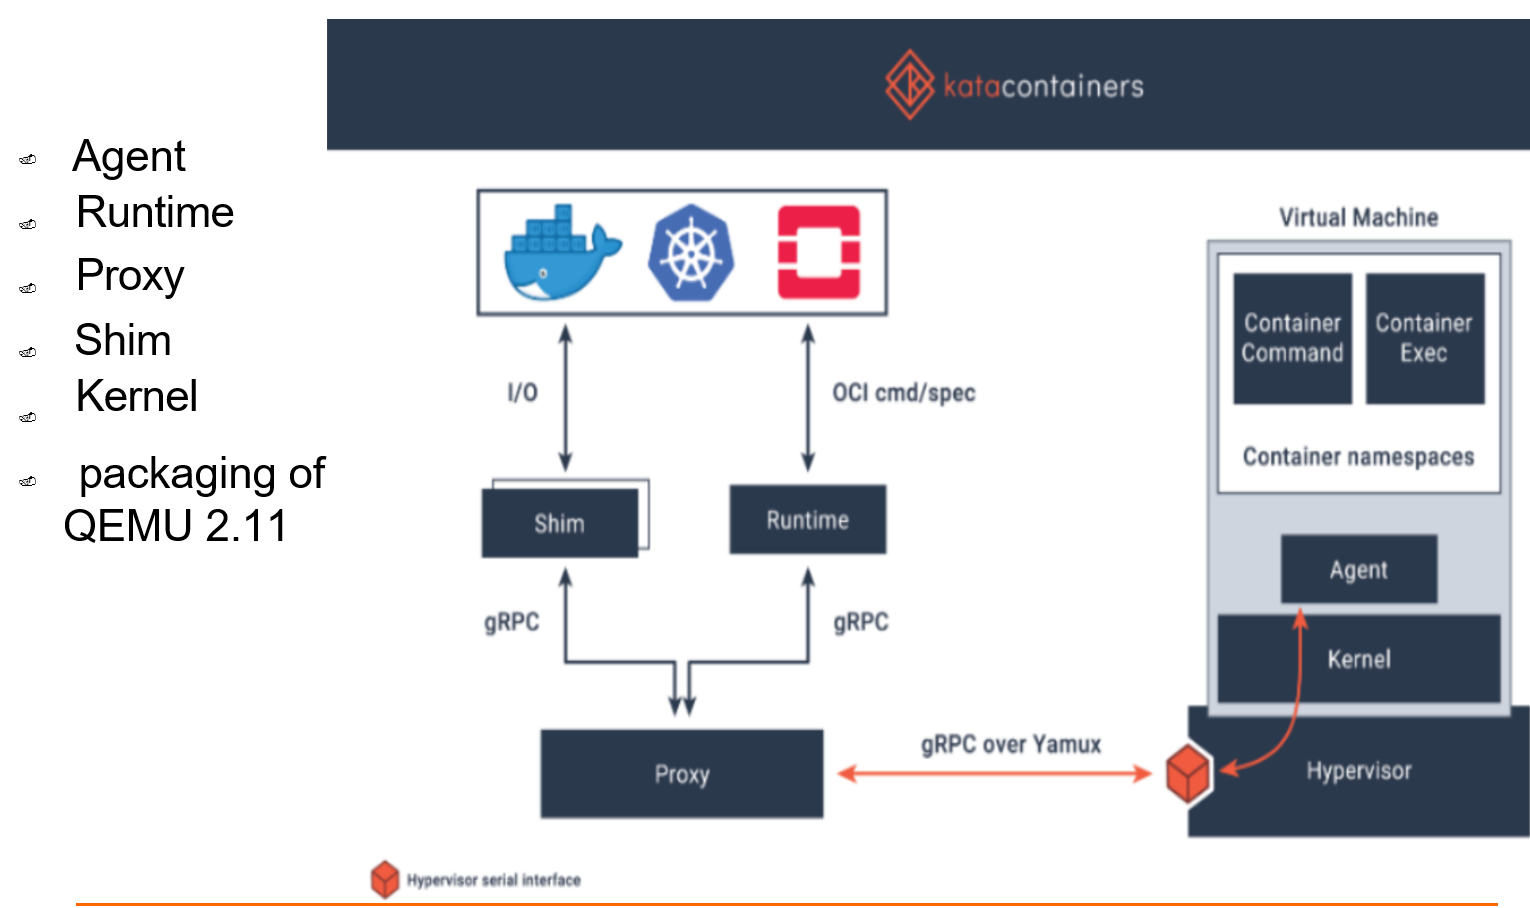 katacontainers
Agent
Runtime
Proxy
Shim
Kernel
packaging of
QEMU 2.11
I/O
OCI cmd/spec
Shim
Runtime
gRPC
gRPC
Proxy
gRPC over Yamux
Virtual Machine
Container
Command
Container
Exec
Container namespaces
Agent
Kernel
Hypervisor
Hypervisor serial interface